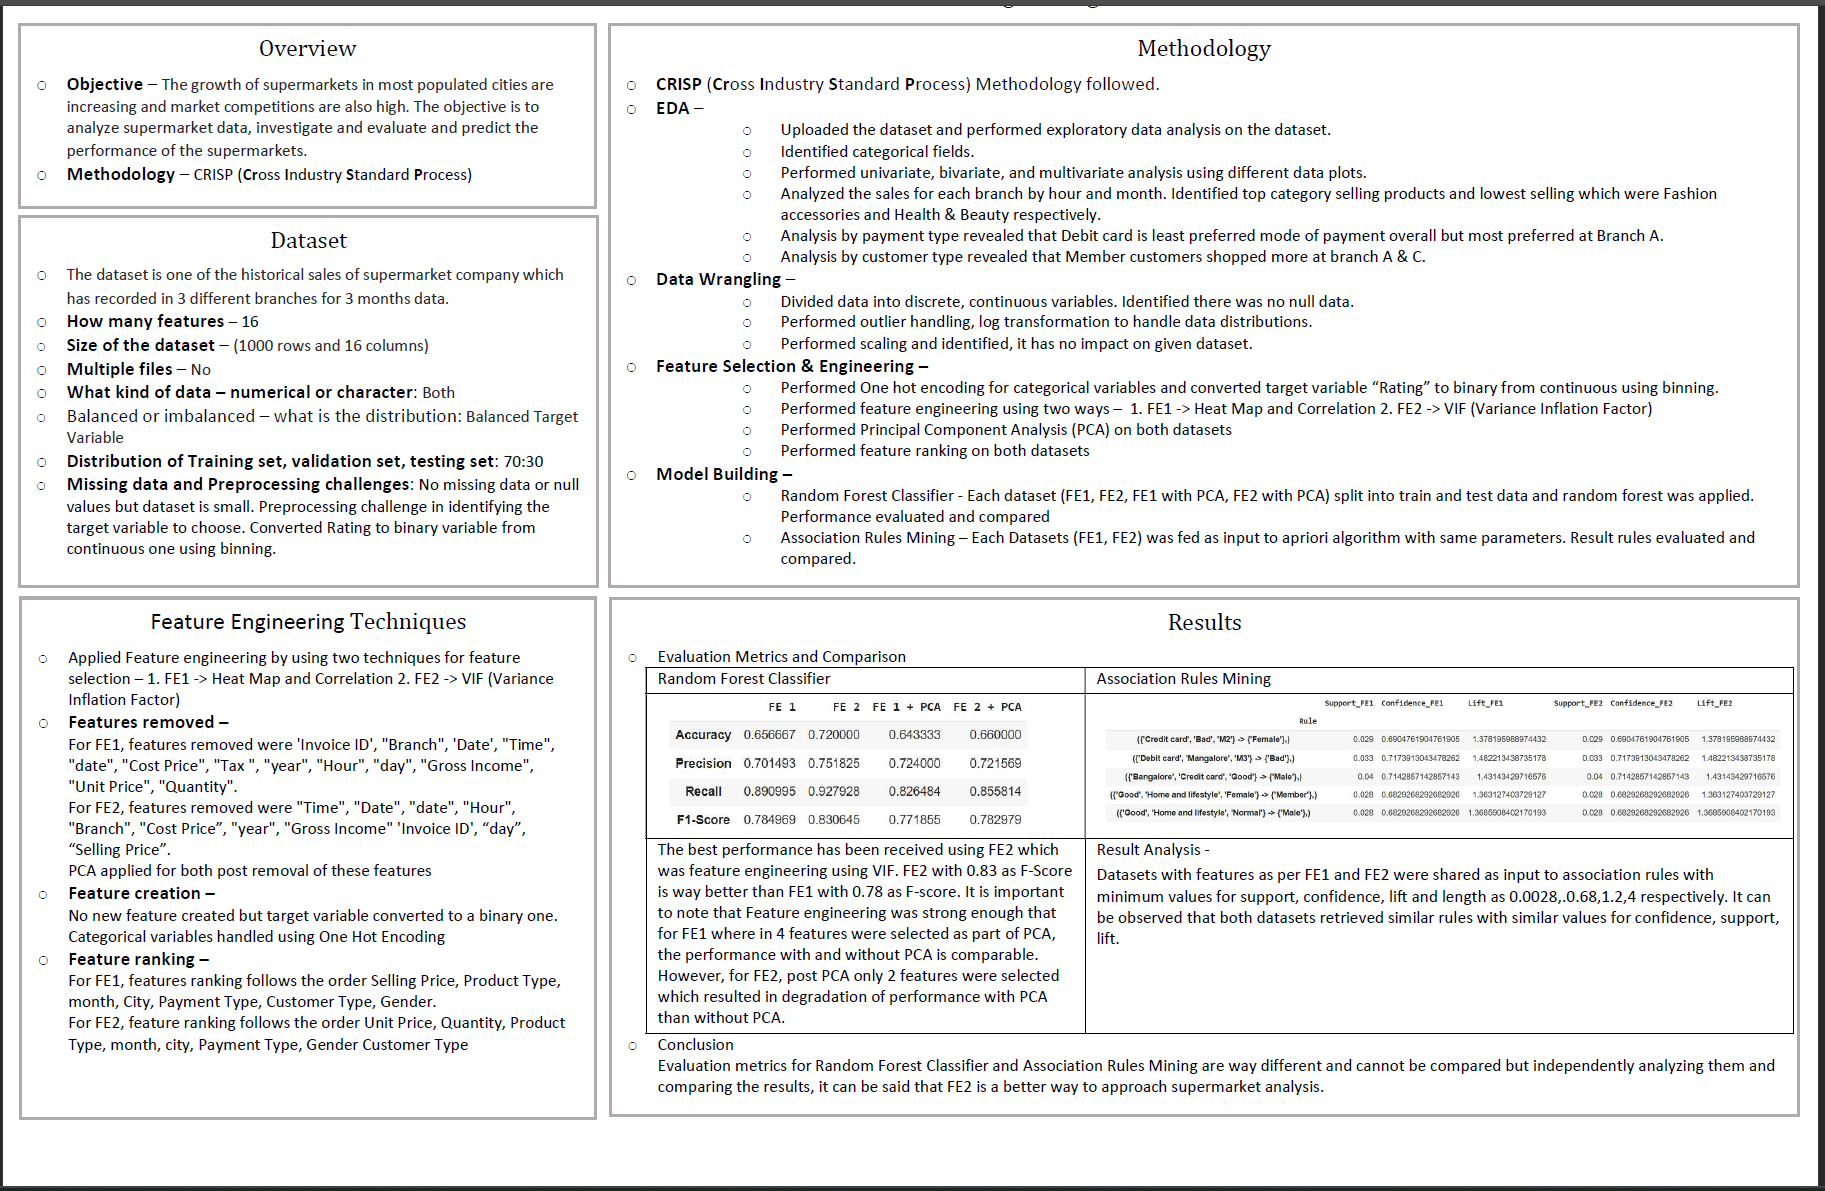 Overview
○ Objective – The growth of supermarkets in most populated cities are
increasing and market competitions are also high. The objective is to
analyze supermarket data, investigate and evaluate and predict the
performance of the supermarkets.
○ Methodology – CRISP (Cross Industry Standard Process)
Dataset
○ The dataset is one of the historical sales of supermarket company which
has recorded in 3 different branches for 3 months data.
○ How many features – 16
○ Size of the dataset – (1000 rows and 16 columns)
○ Multiple files – No
○ What kind of data – numerical or character: Both
○ Balanced or imbalanced – what is the distribution: Balanced Target
Variable
○ Distribution of Training set, validation set, testing set: 70:30
○ Missing data and Preprocessing challenges: No missing data or null
values but dataset is small. Preprocessing challenge in identifying the
target variable to choose. Converted Rating to binary variable from
continuous one using binning.
Feature Engineering Techniques
○ Applied Feature engineering by using two techniques for feature
selection – 1. FE1 -> Heat Map and Correlation 2. FE2 -> VIF (Variance
Inflation Factor)
○ Features removed –
For FE1, features removed were 'Invoice ID', "Branch", 'Date', "Time",
"date", "Cost Price", "Tax ", "year", "Hour", "day", "Gross Income",
"Unit Price", "Quantity".
For FE2, features removed were "Time", "Date", "date", "Hour",
"Branch", "Cost Price”, "year", "Gross Income" 'Invoice ID', “day”,
“Selling Price”.
PCA applied for both post removal of these features
○ Feature creation –
No new feature created but target variable converted to a binary one.
Categorical variables handled using One Hot Encoding
○ Feature ranking –
For FE1, features ranking follows the order Selling Price, Product Type,
month, City, Payment Type, Customer Type, Gender.
For FE2, feature ranking follows the order Unit Price, Quantity, Product
Type, month, city, Payment Type, Gender Customer Type
Methodology
○ CRISP (Cross Industry Standard Process) Methodology followed.
○ EDA –
○ Uploaded the dataset and performed exploratory data analysis on the dataset.
○ Identified categorical fields.
○ Performed univariate, bivariate, and multivariate analysis using different data plots.
○ Analyzed the sales for each branch by hour and month. Identified top category selling products and lowest selling which were Fashion
accessories and Health & Beauty respectively.
○ Analysis by payment type revealed that Debit card is least preferred mode of payment overall but most preferred at Branch A.
○ Analysis by customer type revealed that Member customers shopped more at branch A & C.
○ Data Wrangling –
○ Divided data into discrete, continuous variables. Identified there was no null data.
○ Performed outlier handling, log transformation to handle data distributions.
○ Performed scaling and identified, it has no impact on given dataset.
○ Feature Selection & Engineering –
○ Performed One hot encoding for categorical variables and converted target variable “Rating” to binary from continuous using binning.
○ Performed feature engineering using two ways – 1. FE1 -> Heat Map and Correlation 2. FE2 -> VIF (Variance Inflation Factor)
○ Performed Principal Component Analysis (PCA) on both datasets
○ Performed feature ranking on both datasets
○ Model Building –
○ Random Forest Classifier - Each dataset (FE1, FE2, FE1 with PCA, FE2 with PCA) split into train and test data and random forest was applied.
Performance evaluated and compared
○ Association Rules Mining – Each Datasets (FE1, FE2) was fed as input to apriori algorithm with same parameters. Result rules evaluated and
compared.
Results
○ Evaluation Metrics and Comparison
Random Forest Classifier
FE 1 FE 2 FE 1 + PCA FE 2 + PCA
Accuracy 0.656667 0.720000 0.643333 0.660000
Precision 0.701493 0.751825 0.724000 0.721569
Recall 0.890995 0.927928 0.826484 0.855814
F1-Score 0.784969 0.830645 0.771855 0.782979
The best performance has been received using FE2 which
was feature engineering using VIF. FE2 with 0.83 as F-Score
is way better than FE1 with 0.78 as F-score. It is important
to note that Feature engineering was strong enough that
for FE1 where in 4 features were selected as part of PCA,
the performance with and without PCA is comparable.
However, for FE2, post PCA only 2 features were selected
which resulted in degradation of performance with PCA
than without PCA.
Association Rules Mining
Support_FE1 Confidence_FE1 Lift_FE1 Support_FE2 Confidence_FE2 Lift_FE2
Rule
({'Credit card', 'Bad', 'M2'} -> {'Female'},) 0.029 0.6904761904761905 1.378195988974432 0.029 0.6904761904761905 1.378195988974432
({'Debit card', 'Mangalore', 'M3'} -> {'Bad'},) 0.033 0.7173913043478262 1.482213438735178 0.033 0.7173913043478262 1.482213438735178
({'Bangalore', 'Credit card', 'Good'} -> {'Male'},) 0.04 0.7142857142857143 1.43143429716576 0.04 0.7142857142857143 1.43143429716576
({'Good', 'Home and lifestyle', 'Female'} -> {'Member'},) 0.028 0.6829268292682926 1.363127403729127 0.028 0.6829268292682926 1.363127403729127
({'Good', 'Home and lifestyle', 'Normal'} -> {'Male'},) 0.028 0.6829268292682926 1.3685908402170193 0.028 0.6829268292682926 1.3685908402170193
Result Analysis -
Datasets with features as per FE1 and FE2 were shared as input to association rules with
minimum values for support, confidence, lift and length as 0.0028,.0.68,1.2,4 respectively. It can
be observed that both datasets retrieved similar rules with similar values for confidence, support,
lift.
○ Conclusion
Evaluation metrics for Random Forest Classifier and Association Rules Mining are way different and cannot be compared but independently analyzing them and
comparing the results, it can be said that FE2 is a better way to approach supermarket analysis.